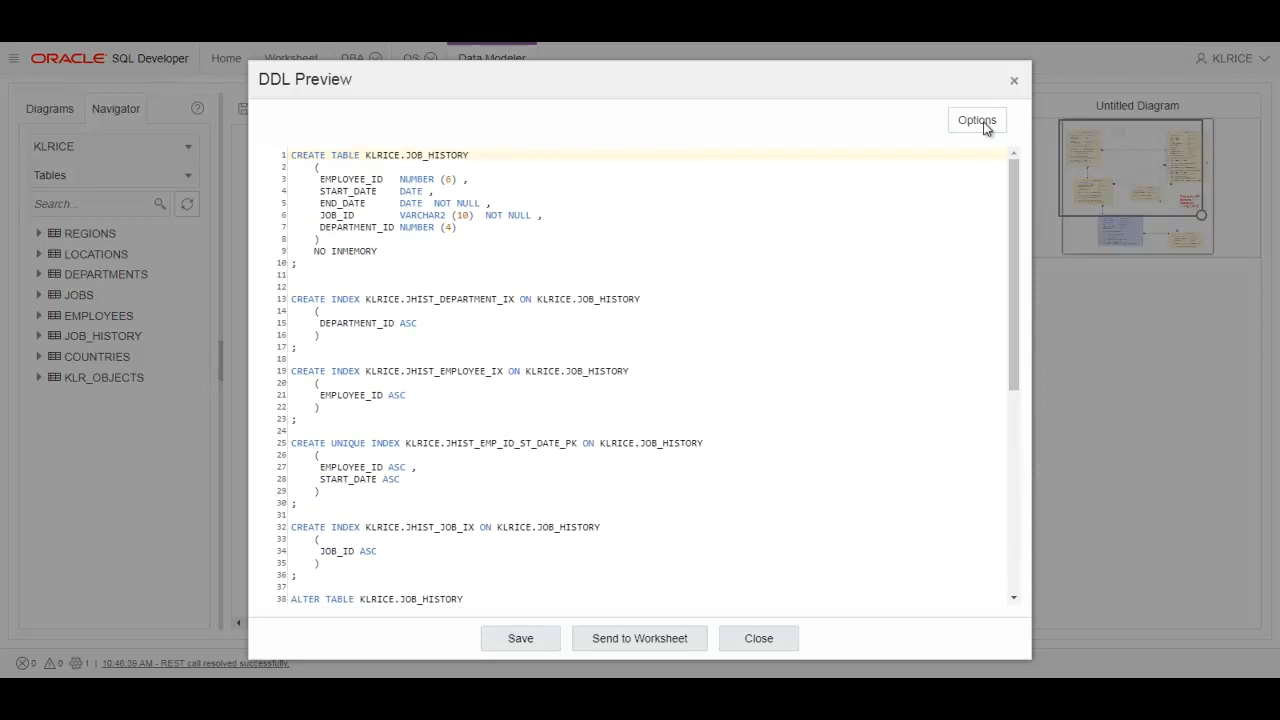 ORACLE SQL Developer Home Worksheet DBA OS Data Modeler KLRICE
DDL Preview
Diagrams Navigator
Untitled Diagram
Options
KLRICE
Tables
Search...
REGIONS
LOCATIONS
DEPARTMENTS
JOBS
EMPLOYEES
JOB_HISTORY
COUNTRIES
KLR_OBJECTS
1 CREATE TABLE KLRICE.JOB_HISTORY
2 (
3 EMPLOYEE_ID NUMBER (6) ,
4 START_DATE DATE ,
5 END_DATE DATE NOT NULL ,
6 JOB_ID VARCHAR2 (10) NOT NULL ,
7 DEPARTMENT_ID NUMBER (4)
8 )
9 NO INMEMORY
10 ;
11
12
13 CREATE INDEX KLRICE.JHIST_DEPARTMENT_IX ON KLRICE.JOB_HISTORY
14 (
15 DEPARTMENT_ID ASC
16 )
17 ;
18
19 CREATE INDEX KLRICE.JHIST_EMPLOYEE_IX ON KLRICE.JOB_HISTORY
20 (
21 EMPLOYEE_ID ASC
22 )
23 ;
24
25 CREATE UNIQUE INDEX KLRICE.JHIST_EMP_ID_ST_DATE_PK ON KLRICE.JOB_HISTORY
26 (
27 EMPLOYEE_ID ASC ,
28 START_DATE ASC
29 )
30 ;
31
32 CREATE INDEX KLRICE.JHIST_JOB_IX ON KLRICE.JOB_HISTORY
33 (
34 JOB_ID ASC
35 )
36 ;
37
38 ALTER TABLE KLRICE.JOB_HISTORY
Save Send to Worksheet Close
0 0 1 | 10:46:39 AM - REST call resolved successfully.